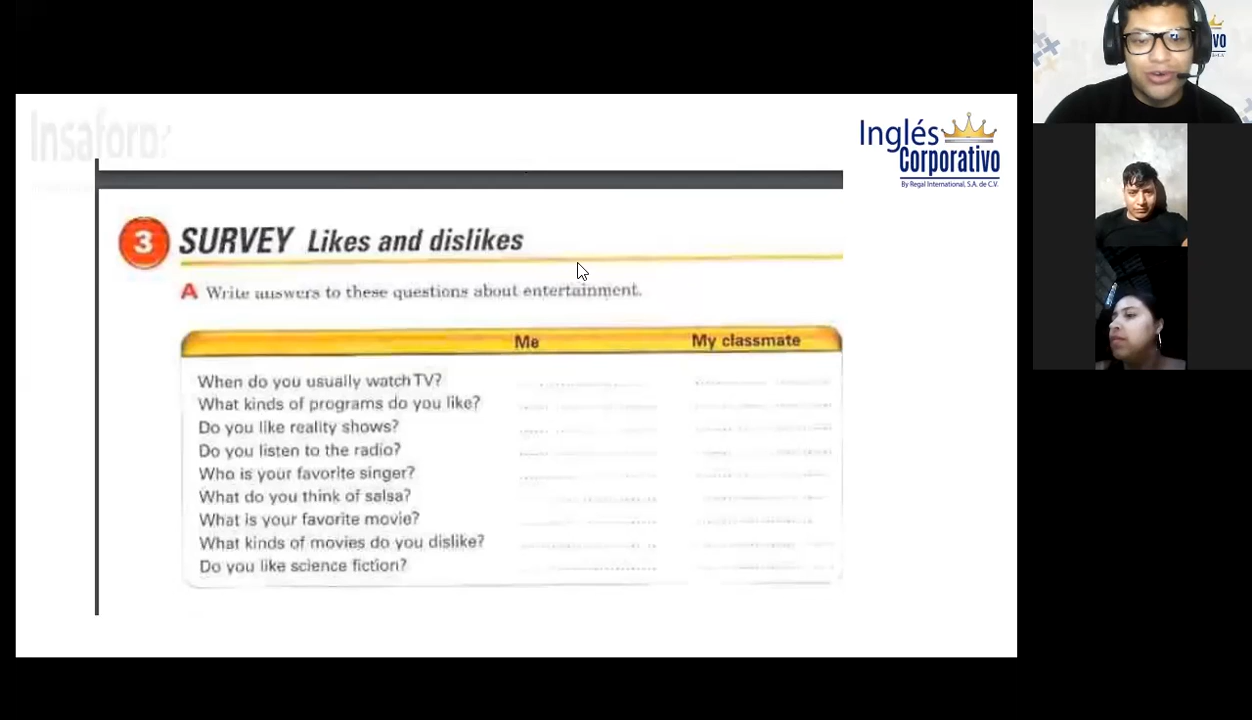 Insaforp
Inglés
Corporativo
By Regal International, S.A. de C.V.
3 SURVEY Likes and dislikes
A Write answers to these questions about entertainment.
Me My classmate
When do you usually watch TV?
What kinds of programs do you like?
Do you like reality shows?
Do you listen to the radio?
Who is your favorite singer?
What do you think of salsa?
What is your favorite movie?
What kinds of movies do you dislike?
Do you like science fiction?
vo